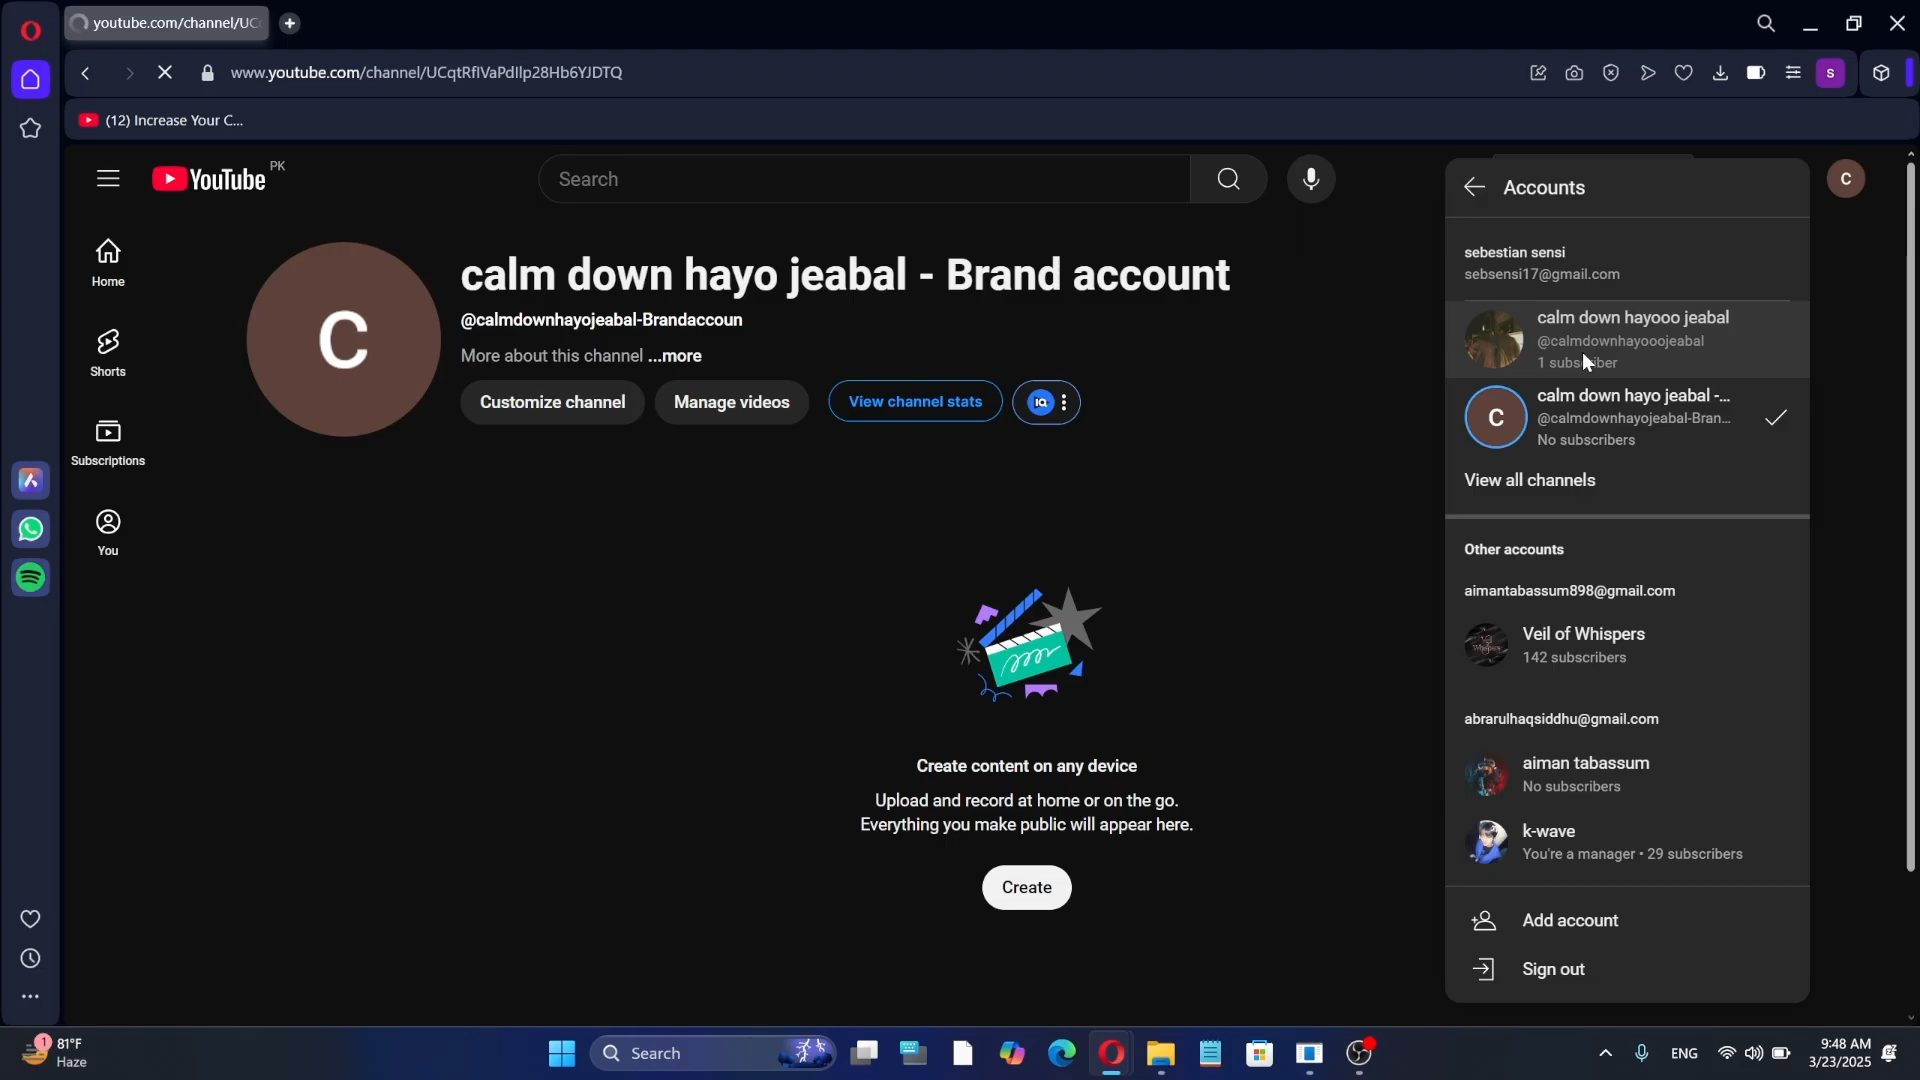 youtube.com/channel/UC
www.youtube.com/channel/UCqtRflVaPdlIp28Hb6YJDTQ
S
(12) Increase Your C...
YouTube PK
Search
C
Home
Shorts
Subscriptions
You
C
calm down hayo jeabal - Brand account
@calmdownhayojeabal-Brandaccoun
More about this channel ...more
Customize channel
Manage videos
View channel stats
IQ
Create content on any device
Upload and record at home or on the go.
Everything you make public will appear here.
Create
Accounts
sebestian sensi
sebsensi17@gmail.com
calm down hayooo jeabal
@calmdownhayooojeabal
1 subscriber
C
calm down hayo jeabal -...
@calmdownhayojeabal-Bran...
No subscribers
View all channels
Other accounts
aimantabassum898@gmail.com
Veil of Whispers
142 subscribers
abrarulhaqsiddhu@gmail.com
aiman tabassum
No subscribers
k-wave
You're a manager • 29 subscribers
Add account
Sign out
1
81°F
Haze
Search
ENG
9:48 AM
3/23/2025